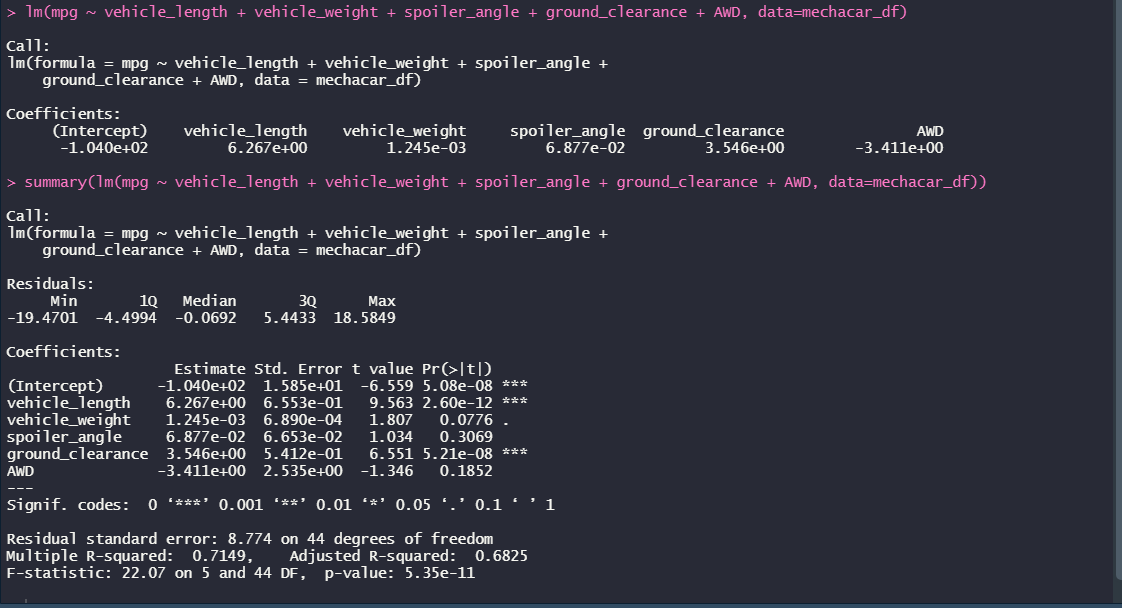 > lm(mpg ~ vehicle_length + vehicle_weight + spoiler_angle + ground_clearance + AWD, data=mechacar_df)

Call:
lm(formula = mpg ~ vehicle_length + vehicle_weight + spoiler_angle +
    ground_clearance + AWD, data = mechacar_df)

Coefficients:
     (Intercept)    vehicle_length    vehicle_weight     spoiler_angle  ground_clearance               AWD
      -1.040e+02         6.267e+00         1.245e-03         6.877e-02         3.546e+00        -3.411e+00

> summary(lm(mpg ~ vehicle_length + vehicle_weight + spoiler_angle + ground_clearance + AWD, data=mechacar_df))

Call:
lm(formula = mpg ~ vehicle_length + vehicle_weight + spoiler_angle +
    ground_clearance + AWD, data = mechacar_df)

Residuals:
     Min       1Q   Median       3Q      Max
-19.4701  -4.4994  -0.0692   5.4433  18.5849

Coefficients:
                   Estimate Std. Error t value Pr(>|t|)
(Intercept)      -1.040e+02  1.585e+01  -6.559 5.08e-08 ***
vehicle_length    6.267e+00  6.553e-01   9.563 2.60e-12 ***
vehicle_weight    1.245e-03  6.890e-04   1.807   0.0776 .
spoiler_angle     6.877e-02  6.653e-02   1.034   0.3069
ground_clearance  3.546e+00  5.412e-01   6.551 5.21e-08 ***
AWD              -3.411e+00  2.535e+00  -1.346   0.1852
---
Signif. codes:  0 ‘***’ 0.001 ‘**’ 0.01 ‘*’ 0.05 ‘.’ 0.1 ‘ ’ 1

Residual standard error: 8.774 on 44 degrees of freedom
Multiple R-squared:  0.7149,    Adjusted R-squared:  0.6825
F-statistic: 22.07 on 5 and 44 DF,  p-value: 5.35e-11